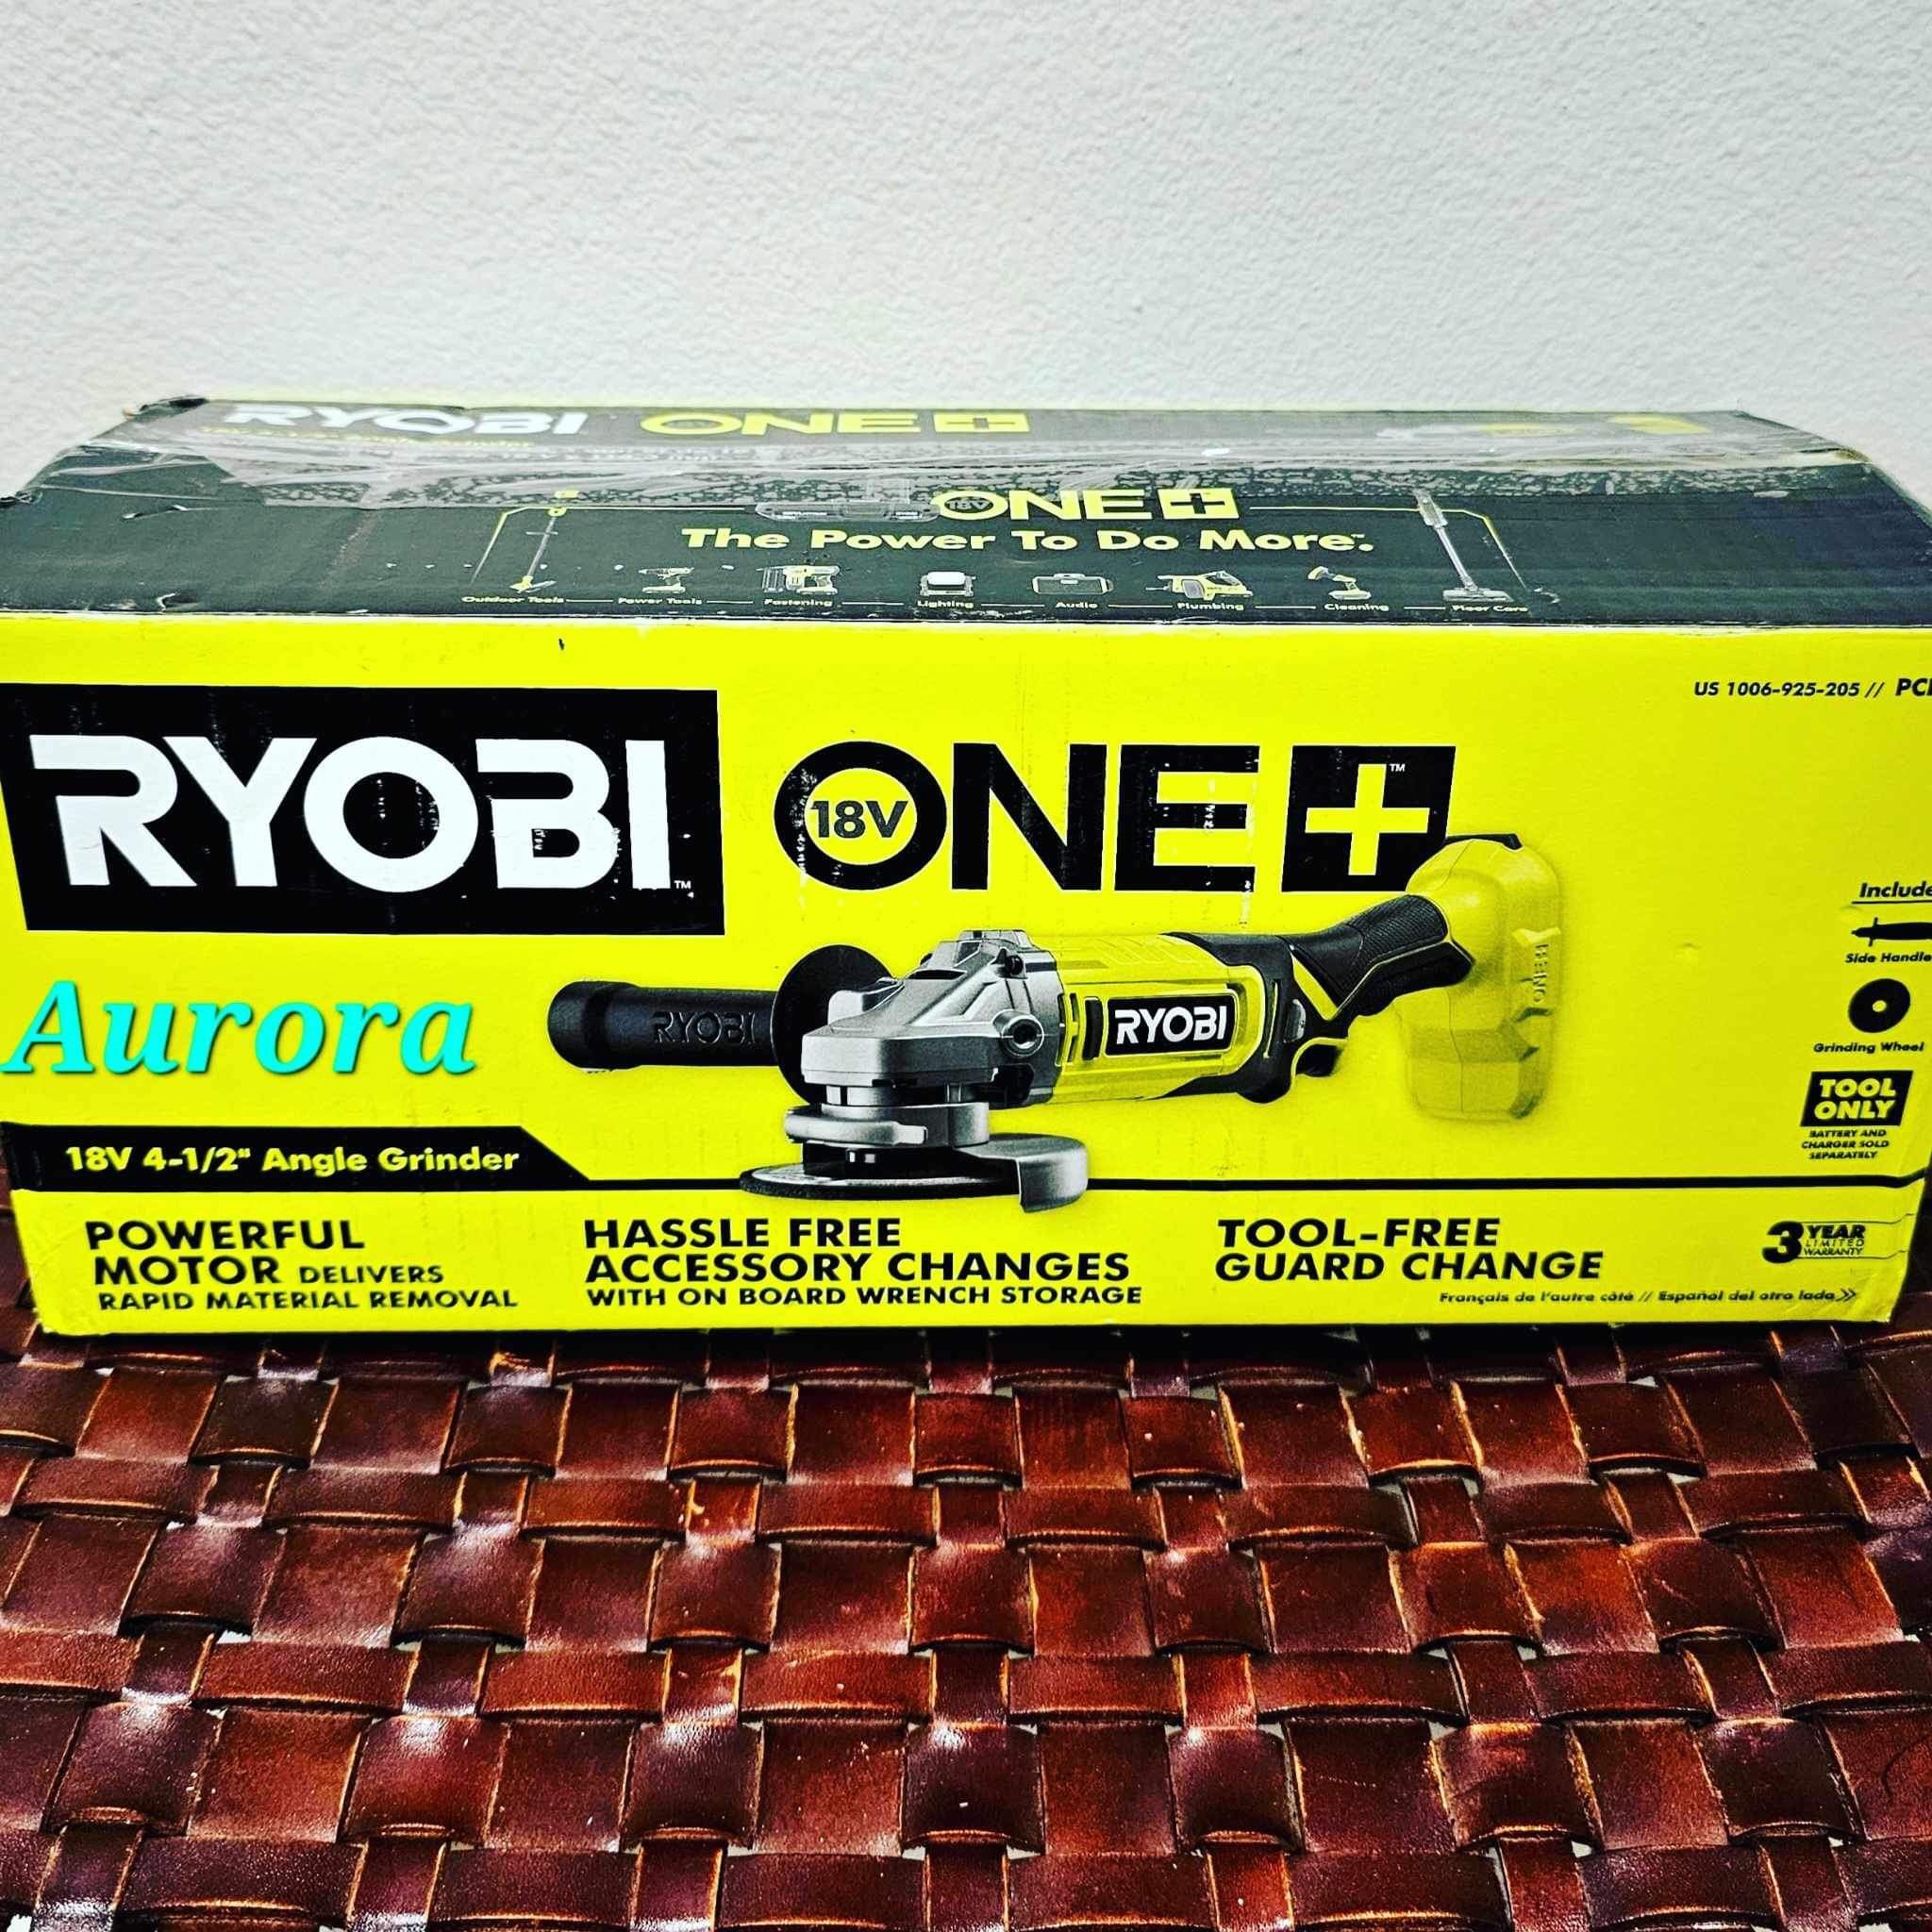 RYOBI ONE+
18V ONE+
The Power To Do More.™
Outdoor Tools Power Tools Fastening Lighting Audio Plumbing Cleaning Floor Care
US 1006-925-205 //
RYOBI™ 18V ONE+™
Side Handle
Grinding Wheel
TOOL
ONLY
BATTERY AND
CHARGER SOLD
SEPARATELY
RYOBI
RYOBI
Aurora
18V 4-1/2" Angle Grinder
POWERFUL
MOTOR DELIVERS
RAPID MATERIAL REMOVAL
HASSLE FREE
ACCESSORY CHANGES
WITH ON BOARD WRENCH STORAGE
TOOL-FREE
GUARD CHANGE
3 YEAR
LIMITED
WARRANTY
Français de l'autre côté // Español del otro lado >>